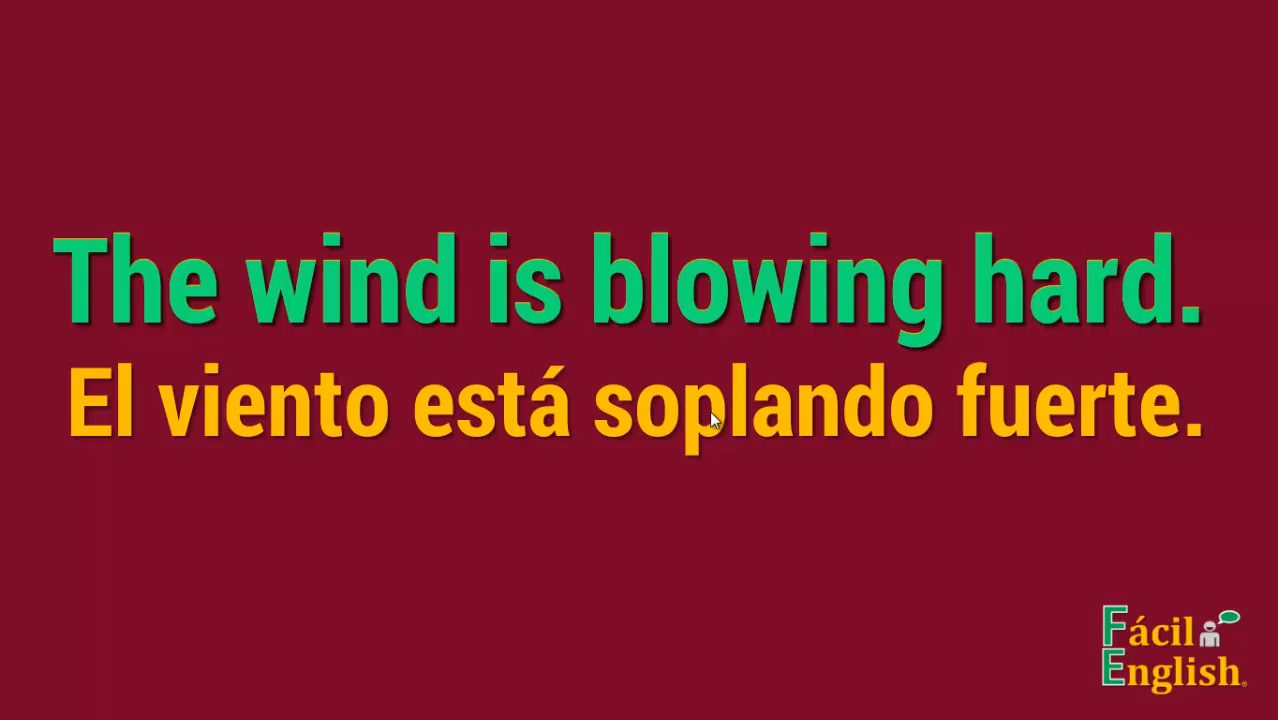 The wind is blowing hard.
El viento está soplando fuerte.
Fácil
English®